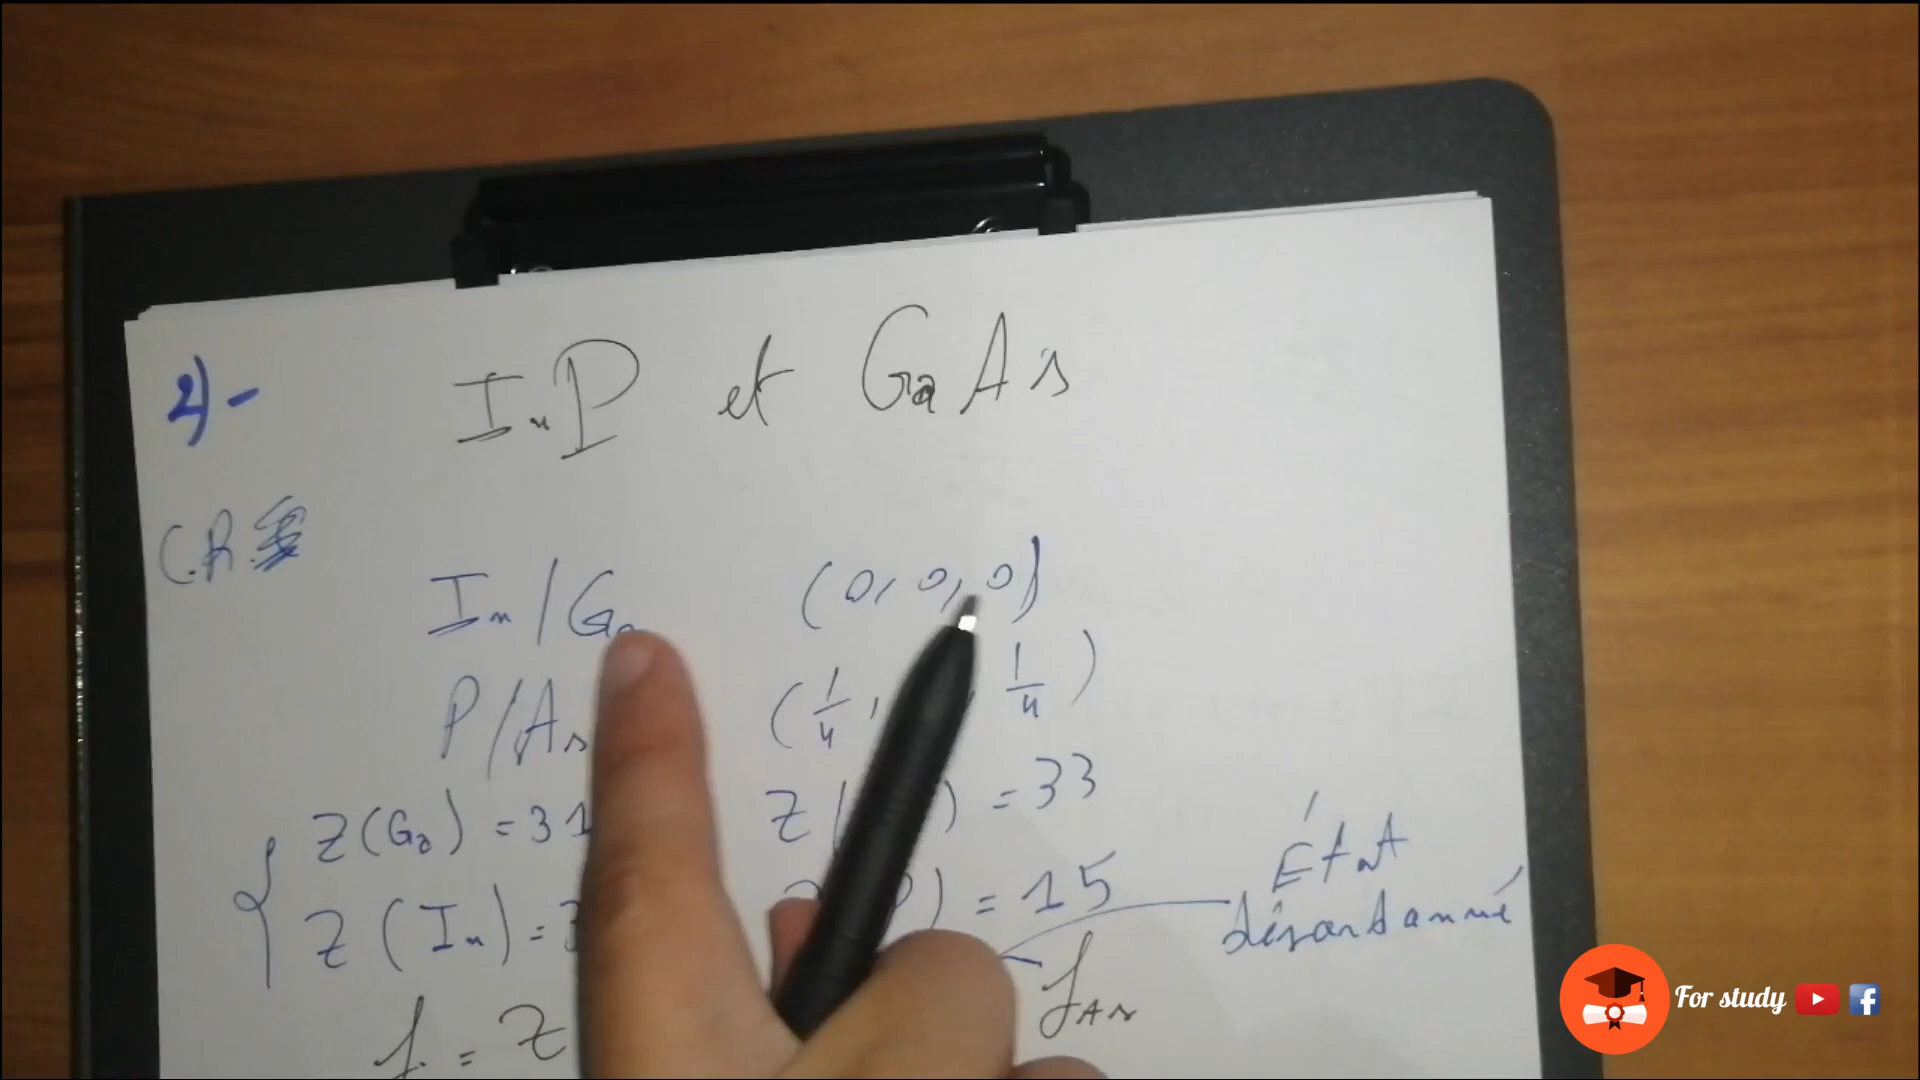 2)- InP et GaAs
C.R.
In/Ga (0, 0, 0)
P/As (1/4, 1/4)
Z(Ga) = 31 Z( ) = 33
Z(In) = ) = 15
État
désordonné
f = Z
fAs
For study